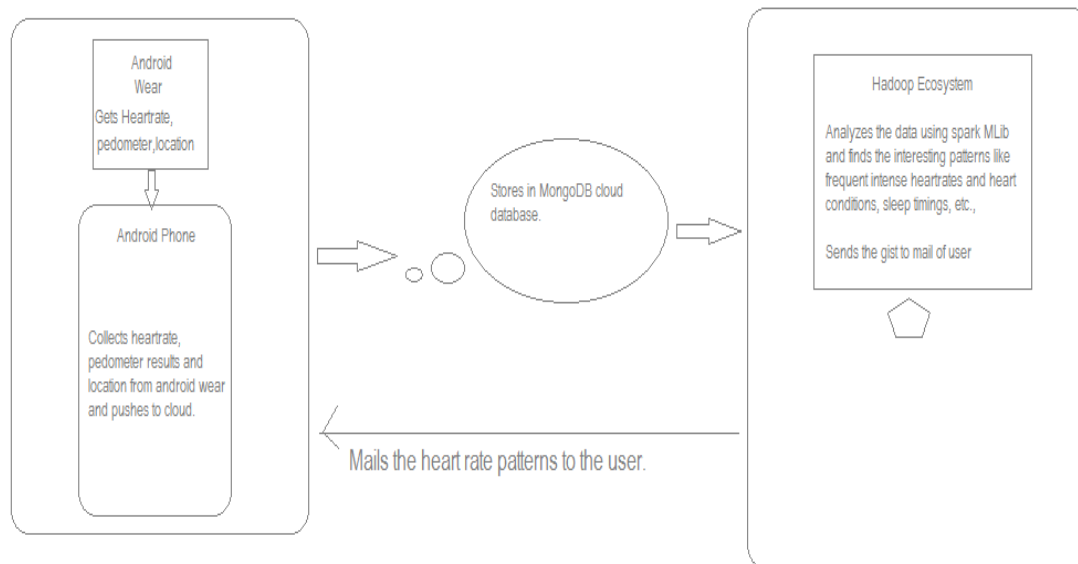 Android
Wear
Gets Heartrate,
pedometer,location
Android Phone
Collects heartrate,
pedometer results and
location from android wear
and pushes to cloud.
Stores in MongoDB cloud
database.
Hadoop Ecosystem
Analyzes the data using spark MLib
and finds the interesting patterns like
frequent intense heartrates and heart
conditions, sleep timings, etc.,
Sends the gist to mail of user
Mails the heart rate patterns to the user.